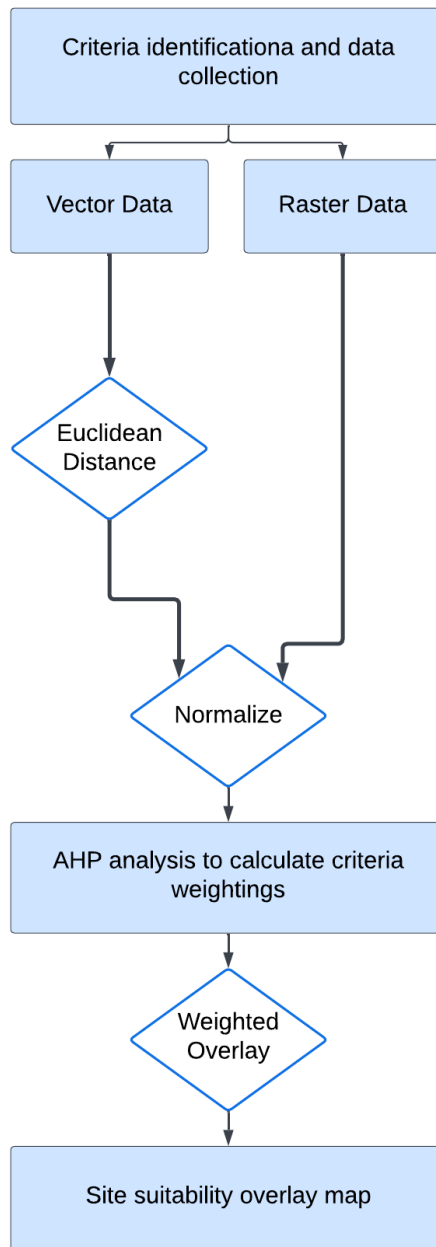 Criteria identificationa and data
collection
Vector Data
Raster Data
Euclidean
Distance
Normalize
AHP analysis to calculate criteria
weightings
Weighted
Overlay
Site suitability overlay map